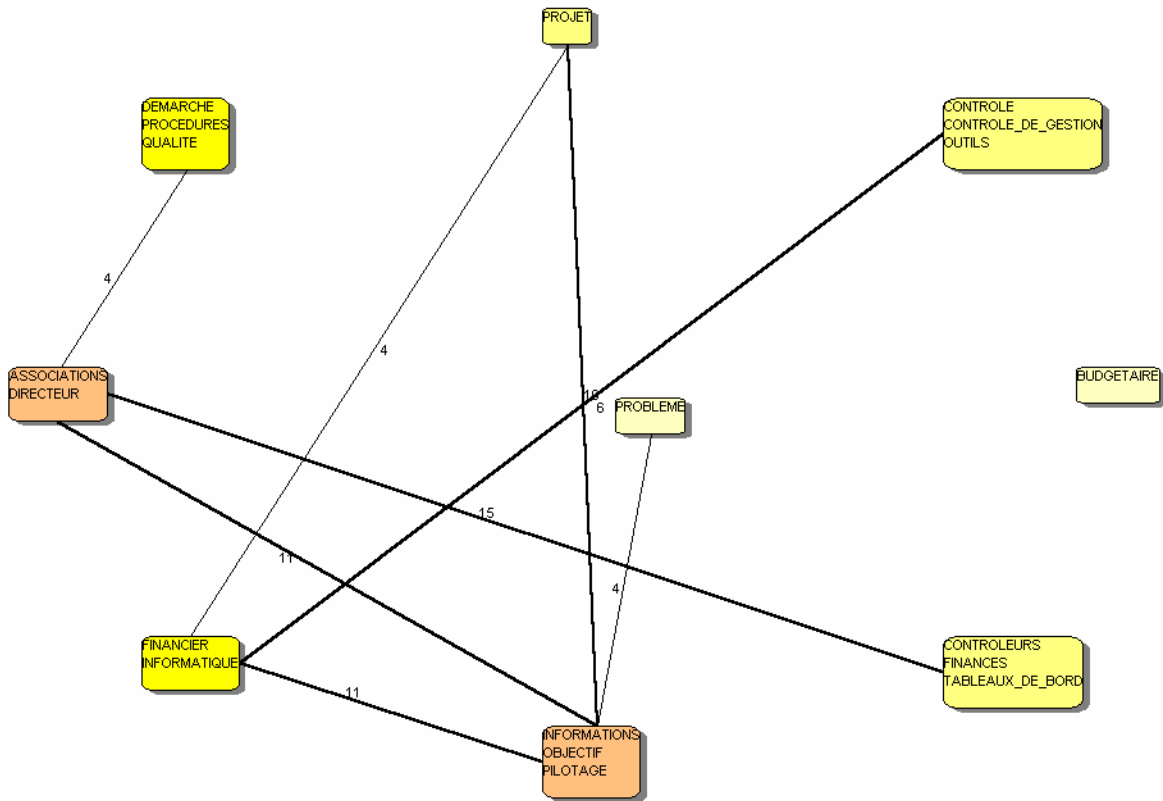 PROJET
DEMARCHE
PROCEDURES
QUALITE
CONTROLE
CONTROLE_DE_GESTION
OUTILS
4
4
ASSOCIATIONS
DIRECTEUR
6
PROBLEME
BUDGETAIRE
15
11
4
FINANCIER
INFORMATIQUE
11
CONTROLEURS
FINANCES
TABLEAUX_DE_BORD
INFORMATIONS
OBJECTIF
PILOTAGE